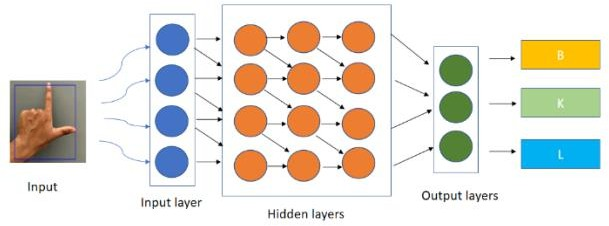 B
K
L
Input
Input layer
Hidden layers
Output layers